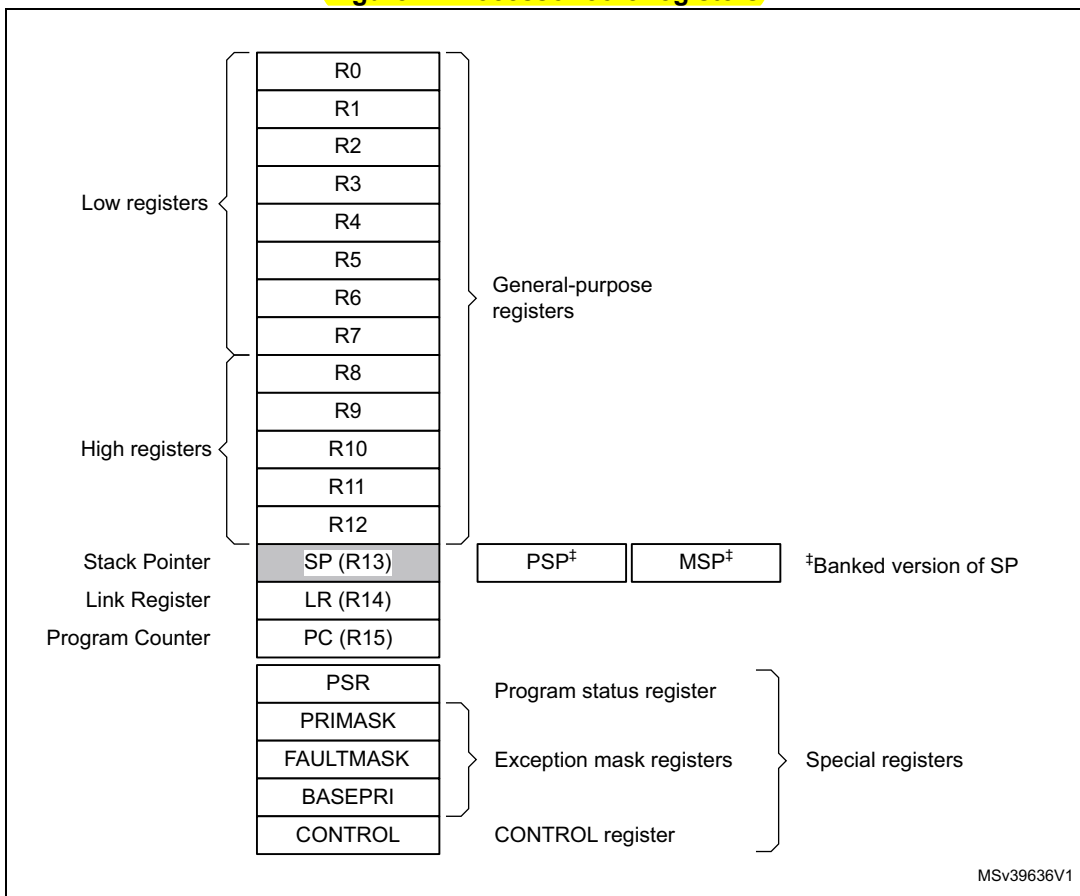 R0
R1
R2
R3
Low registers
R4
R5
General-purpose
registers
R6
R7
R8
R9
High registers
R10
R11
R12
Stack Pointer SP (R13) PSP‡ MSP‡ ‡Banked version of SP
Link Register LR (R14)
Program Counter PC (R15)
PSR Program status register
PRIMASK
FAULTMASK Exception mask registers Special registers
BASEPRI
CONTROL CONTROL register
MSv39636V1